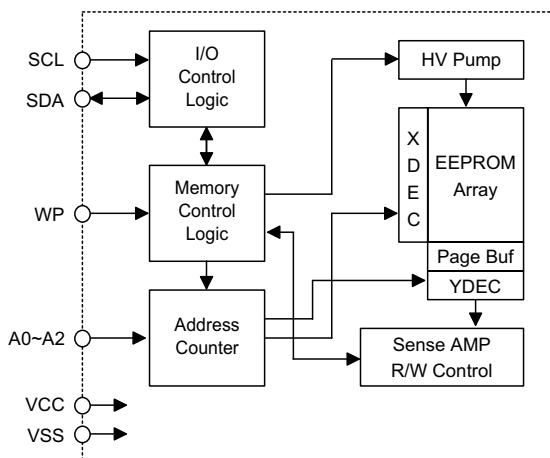 SCL
SDA
WP
A0~A2
VCC
VSS
I/O
Control
Logic
Memory
Control
Logic
Address
Counter
HV Pump
X
D
E
C
EEPROM
Array
Page Buf
YDEC
Sense AMP
R/W Control